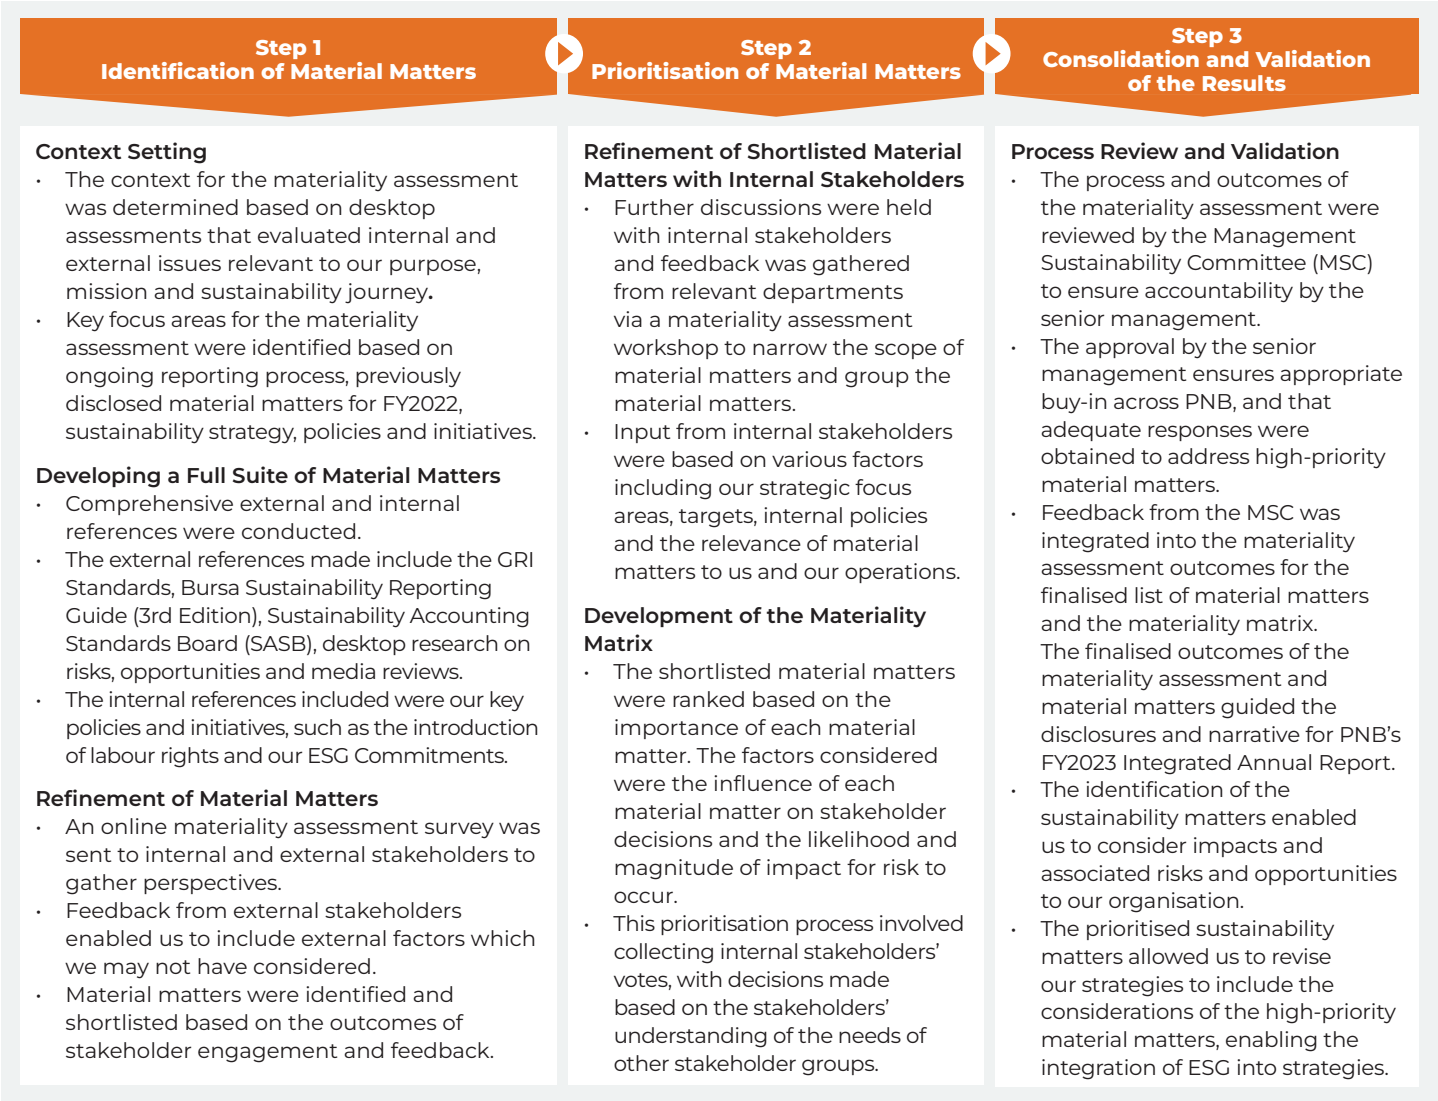 Step 1
Identification of Material Matters
Step 2
Prioritisation of Material Matters
Step 3
Consolidation and Validation
of the Results
Context Setting
• The context for the materiality assessment
was determined based on desktop
assessments that evaluated internal and
external issues relevant to our purpose,
mission and sustainability journey.
• Key focus areas for the materiality
assessment were identified based on
ongoing reporting process, previously
disclosed material matters for FY2022,
sustainability strategy, policies and initiatives.
Developing a Full Suite of Material Matters
• Comprehensive external and internal
references were conducted.
• The external references made include the GRI
Standards, Bursa Sustainability Reporting
Guide (3rd Edition), Sustainability Accounting
Standards Board (SASB), desktop research on
risks, opportunities and media reviews.
• The internal references included were our key
policies and initiatives, such as the introduction
of labour rights and our ESG Commitments.
Refinement of Material Matters
• An online materiality assessment survey was
sent to internal and external stakeholders to
gather perspectives.
• Feedback from external stakeholders
enabled us to include external factors which
we may not have considered.
• Material matters were identified and
shortlisted based on the outcomes of
stakeholder engagement and feedback.
Refinement of Shortlisted Material
Matters with Internal Stakeholders
• Further discussions were held
with internal stakeholders
and feedback was gathered
from relevant departments
via a materiality assessment
workshop to narrow the scope of
material matters and group the
material matters.
• Input from internal stakeholders
were based on various factors
including our strategic focus
areas, targets, internal policies
and the relevance of material
matters to us and our operations.
Development of the Materiality
Matrix
• The shortlisted material matters
were ranked based on the
importance of each material
matter. The factors considered
were the influence of each
material matter on stakeholder
decisions and the likelihood and
magnitude of impact for risk to
occur.
• This prioritisation process involved
collecting internal stakeholders’
votes, with decisions made
based on the stakeholders’
understanding of the needs of
other stakeholder groups.
Process Review and Validation
• The process and outcomes of
the materiality assessment were
reviewed by the Management
Sustainability Committee (MSC)
to ensure accountability by the
senior management.
• The approval by the senior
management ensures appropriate
buy-in across PNB, and that
adequate responses were
obtained to address high-priority
material matters.
• Feedback from the MSC was
integrated into the materiality
assessment outcomes for the
finalised list of material matters
and the materiality matrix.
The finalised outcomes of the
materiality assessment and
material matters guided the
disclosures and narrative for PNB’s
FY2023 Integrated Annual Report.
• The identification of the
sustainability matters enabled
us to consider impacts and
associated risks and opportunities
to our organisation.
• The prioritised sustainability
matters allowed us to revise
our strategies to include the
considerations of the high-priority
material matters, enabling the
integration of ESG into strategies.